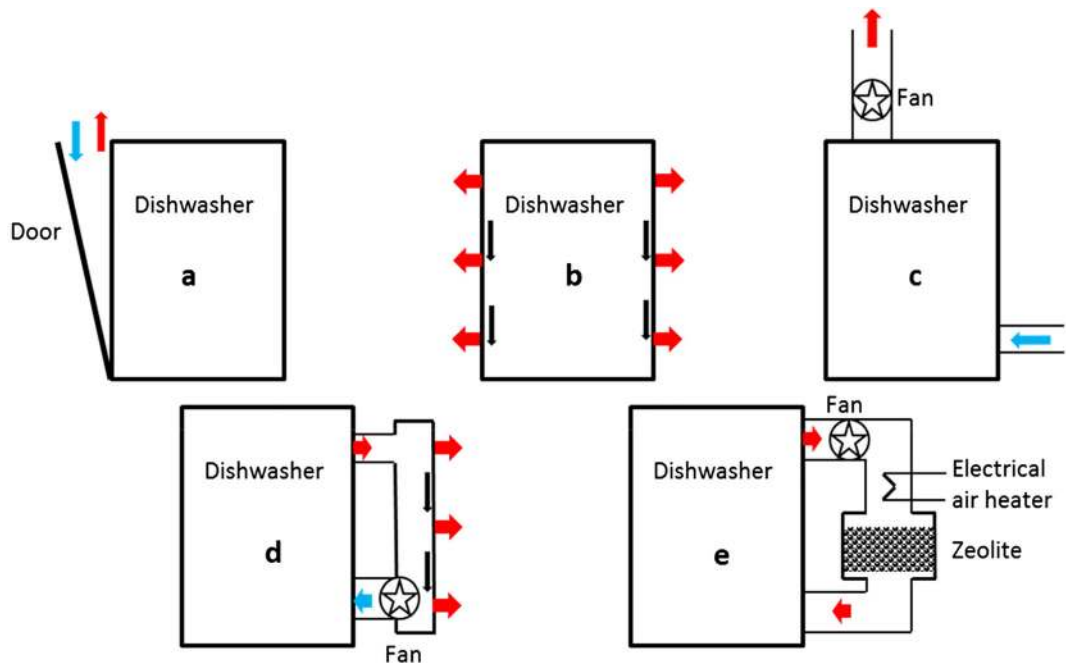 Fan
Dishwasher
Door
a
Dishwasher
b
Dishwasher
c
Dishwasher
d
Fan
Fan
Dishwasher
Electrical
air heater
Zeolite
e